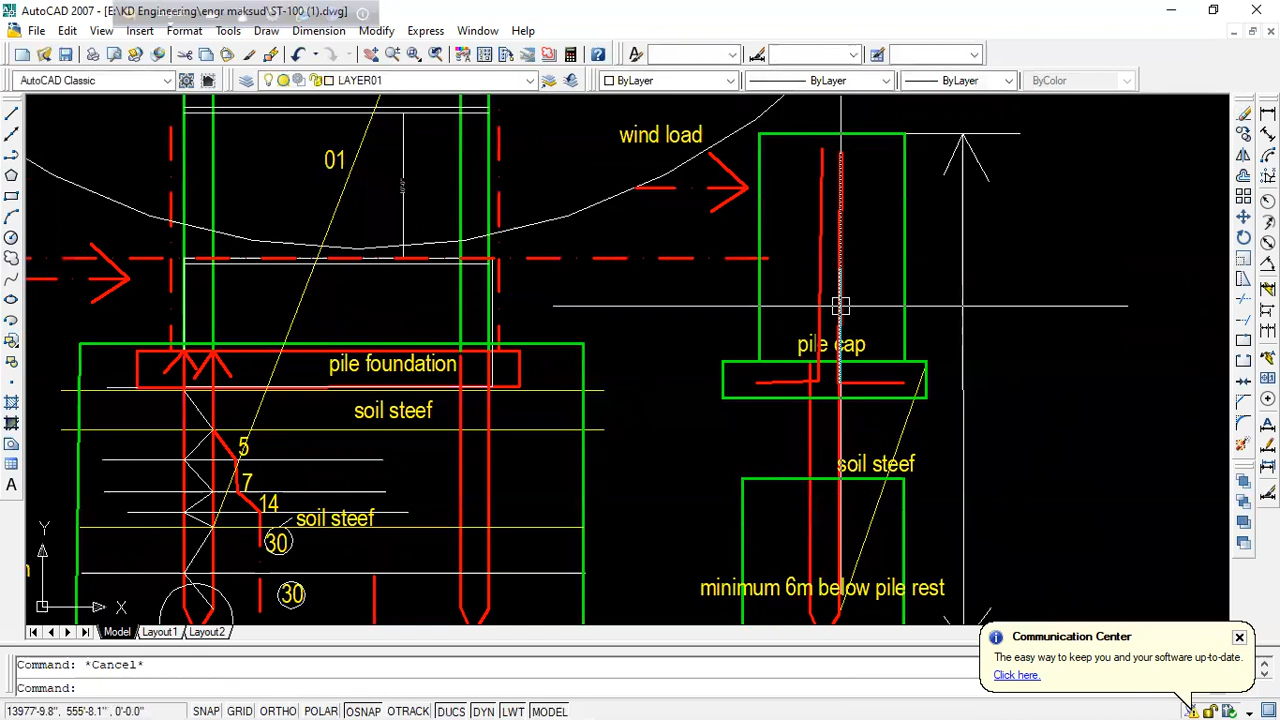 AutoCAD 2007 - [E:\KD Engineering\engr maksud\ST-100 (1).dwg]
File Edit View Insert Format Tools Draw Dimension Modify Express Window Help
AutoCAD Classic LAYER01 ByLayer ByLayer ByLayer ByColor
wind load
01
pile cap
pile foundation
soil steef
5
soil steef
7
14
soil steef
30
minimum 6m below pile rest
30
Y
X
Model Layout1 Layout2
Communication Center
The easy way to keep you and your software up-to-date.
Click here.
Command: *Cancel*
Command:
13977'-9.8", 555'-8.1", 0'-0.0" SNAP GRID ORTHO POLAR OSNAP OTRACK DUCS DYN LWT MODEL